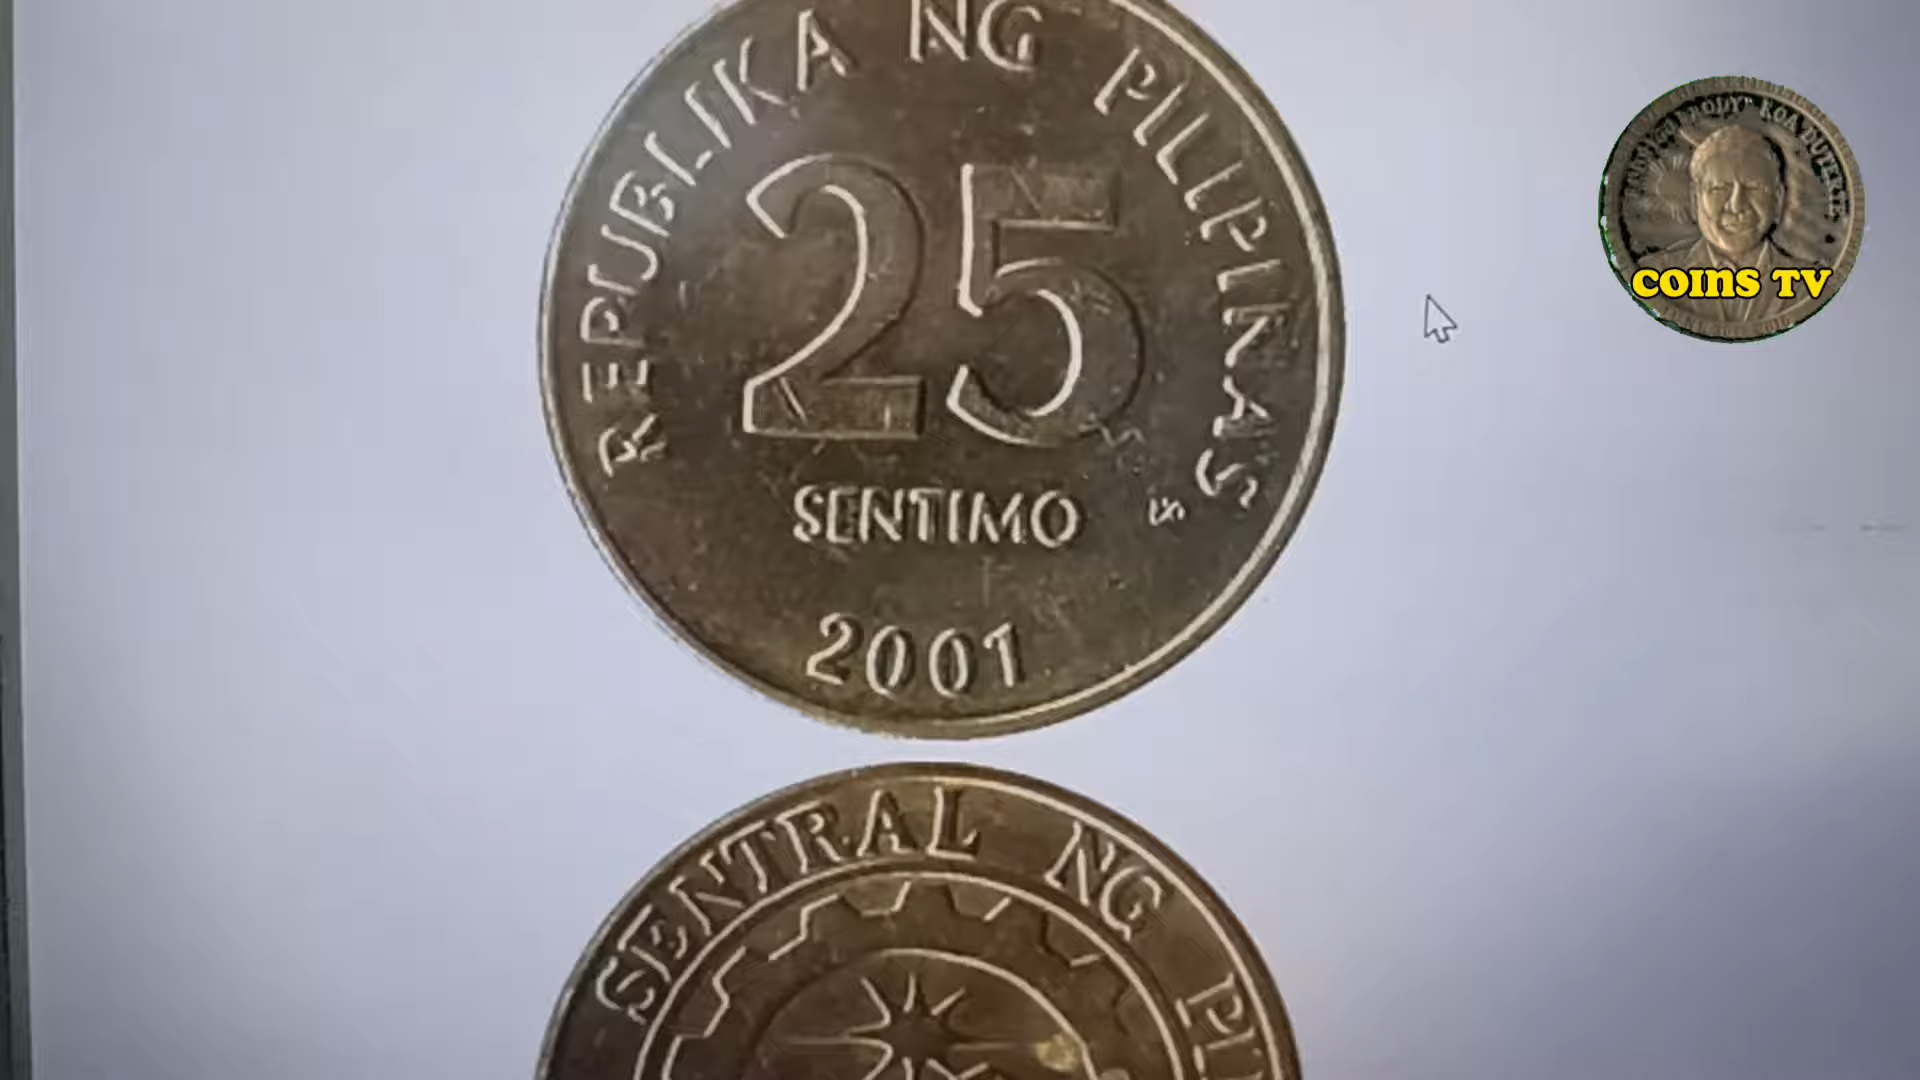 REPUBLIKA NG PILIPINAS
25
SENTIMO
2001
SENTRAL NG
COINS TV